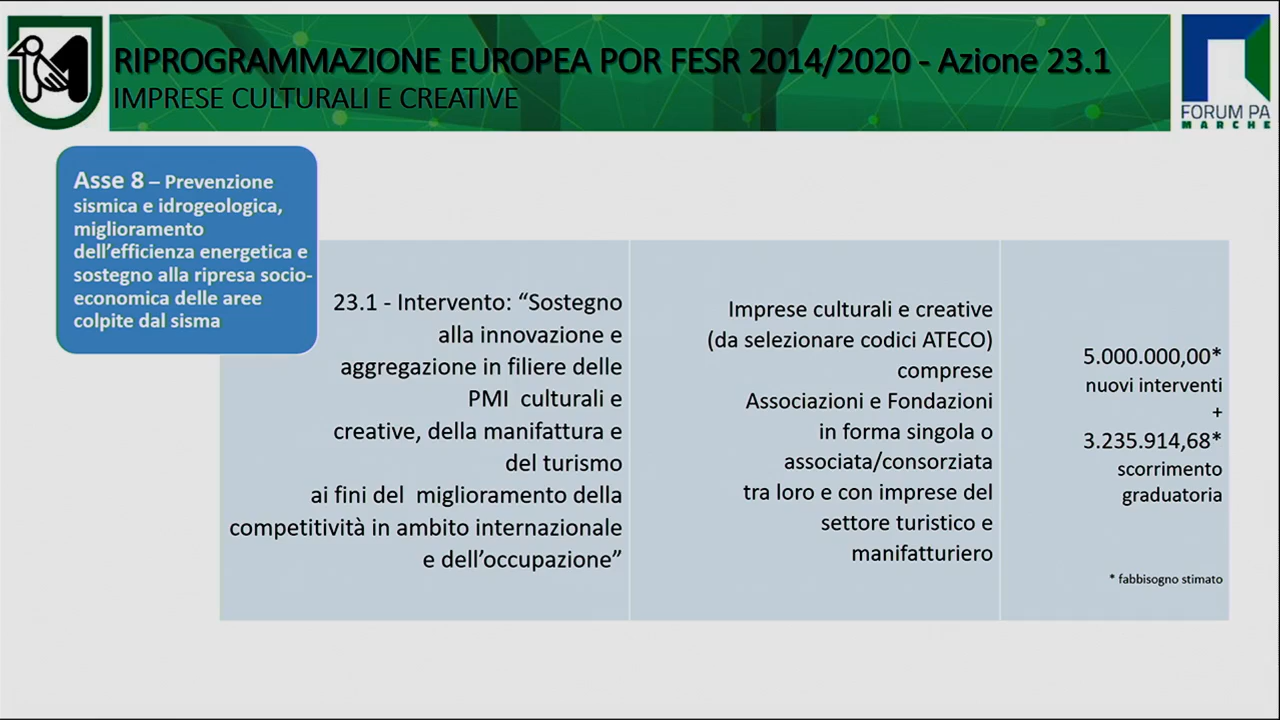 RIPROGRAMMAZIONE EUROPEA POR FESR 2014/2020 - Azione 23.1
IMPRESE CULTURALI E CREATIVE
FORUM PA
MARCHE
Asse 8 – Prevenzione
sismica e idrogeologica,
miglioramento
dell’efficienza energetica e
sostegno alla ripresa socio-
economica delle aree
colpite dal sisma
23.1 - Intervento: “Sostegno
alla innovazione e
aggregazione in filiere delle
PMI culturali e
creative, della manifattura e
del turismo
ai fini del miglioramento della
competitività in ambito internazionale
e dell’occupazione”
Imprese culturali e creative
(da selezionare codici ATECO)
comprese
Associazioni e Fondazioni
in forma singola o
associata/consorziata
tra loro e con imprese del
settore turistico e
manifatturiero
5.000.000,00*
nuovi interventi
+
3.235.914,68*
scorrimento
graduatoria
* fabbisogno stimato